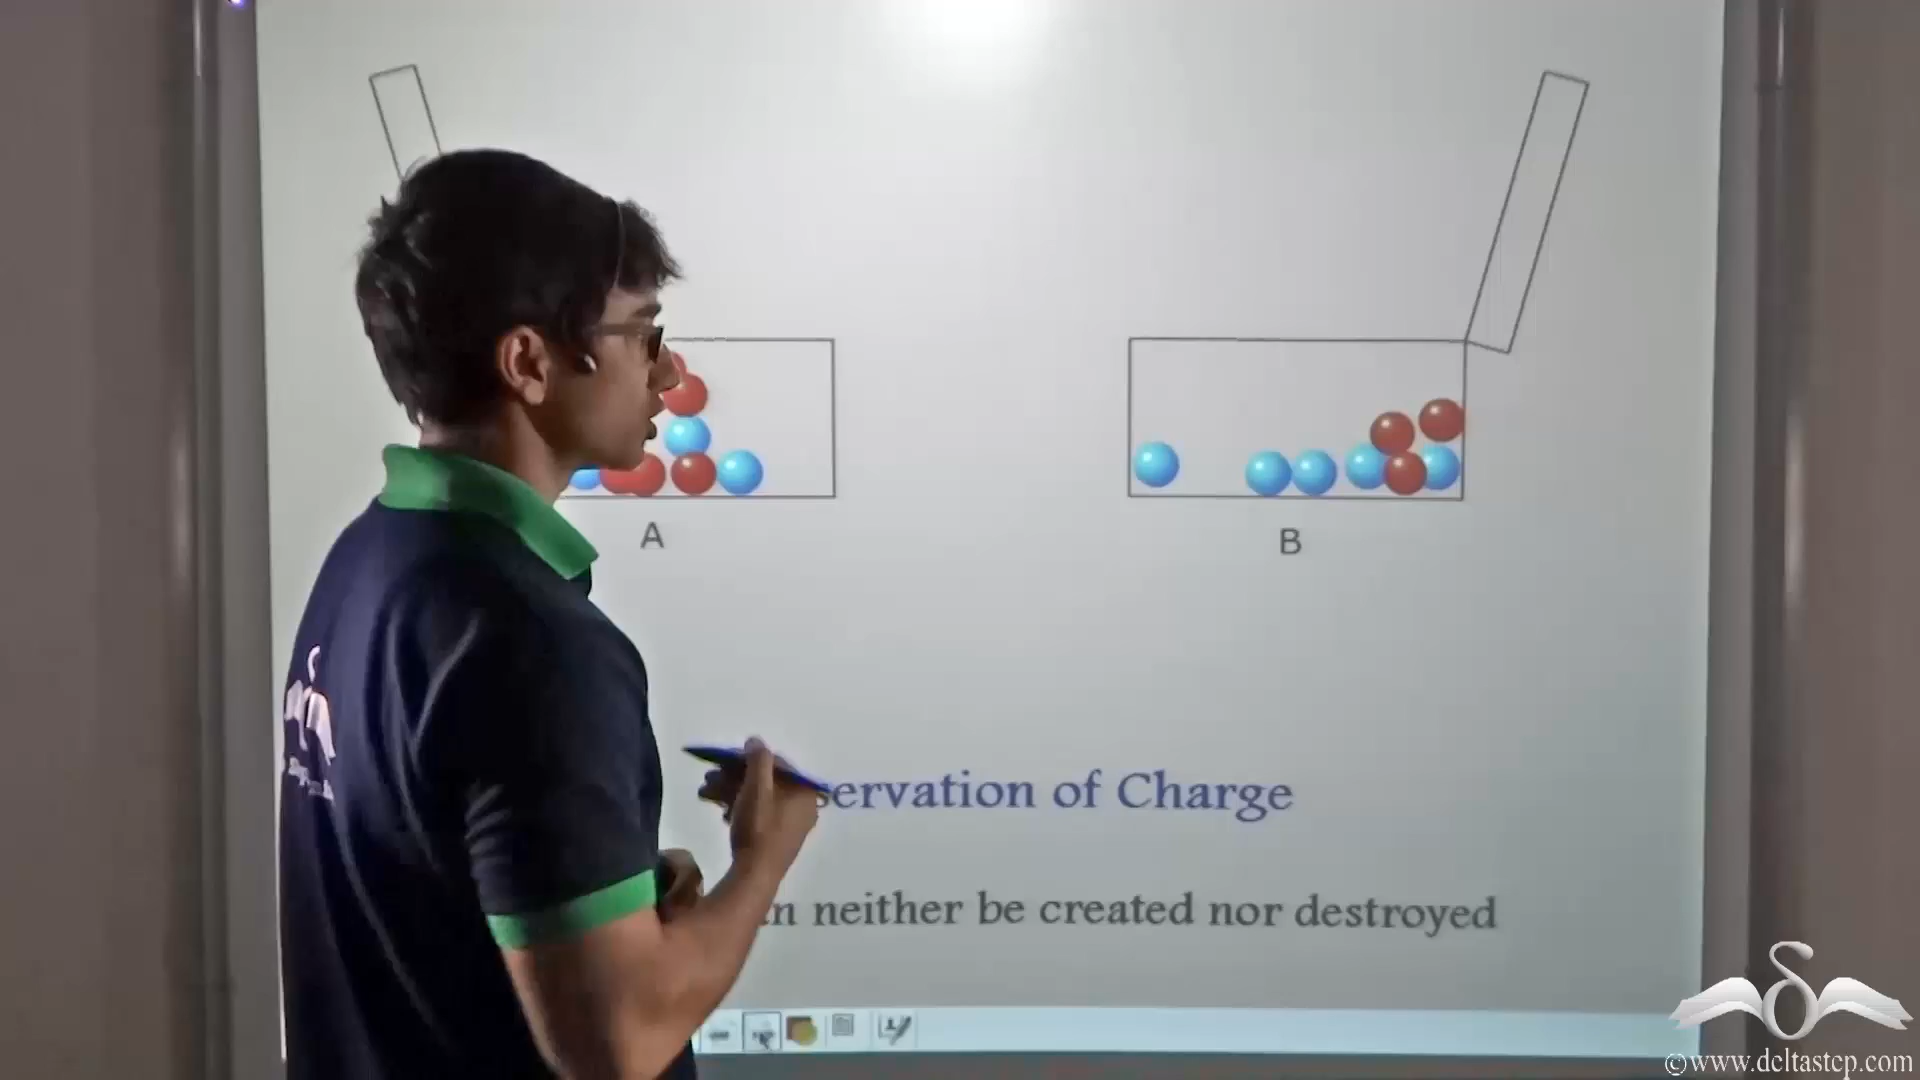 A
B
servation of Charge
n neither be created nor destroyed
©www.deltastep.com